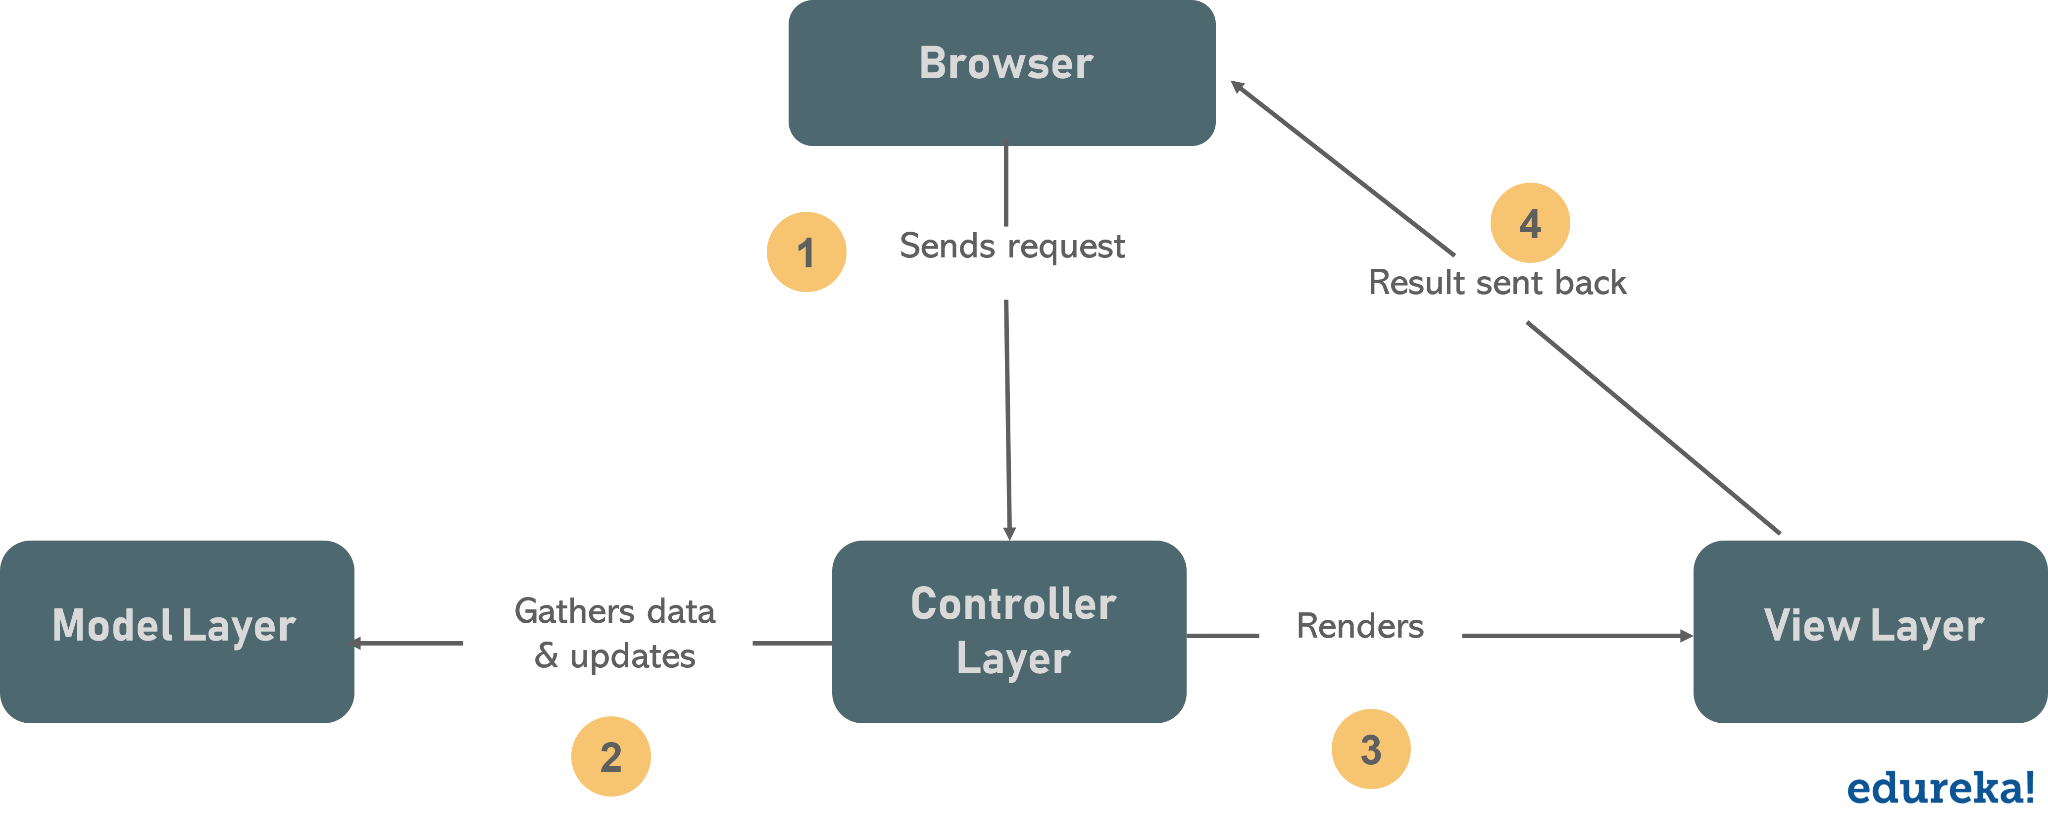 Browser
1
Sends request
4
Result sent back
Model Layer
Gathers data
& updates
2
Controller
Layer
Renders
3
View Layer
edureka!